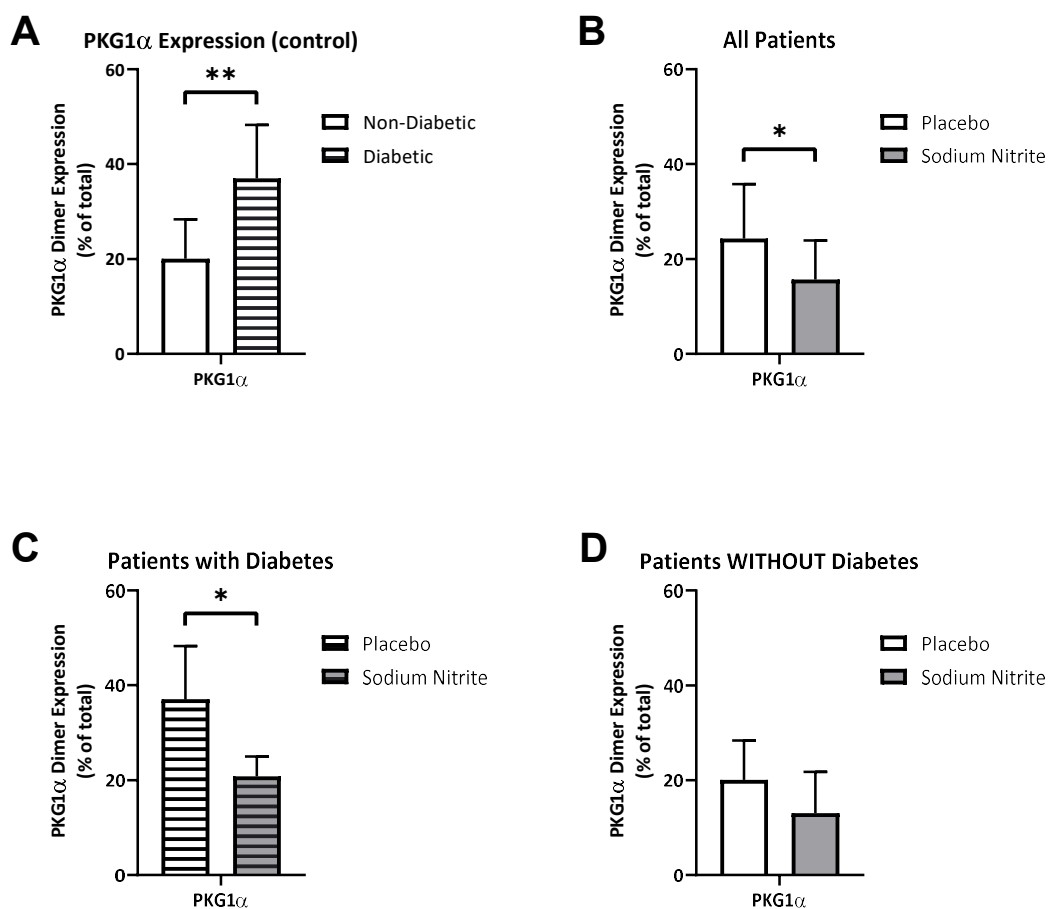 A
PKG1α Expression (control)
PKG1α Dimer Expression
(% of total)
60
40
20
0
**
Non-Diabetic
Diabetic
PKG1α
B
All Patients
PKG1α Dimer Expression
(% of total)
60
40
20
0
*
Placebo
Sodium Nitrite
PKG1α
C
Patients with Diabetes
PKG1α Dimer Expression
(% of total)
60
40
20
0
*
Placebo
Sodium Nitrite
PKG1α
D
Patients WITHOUT Diabetes
PKG1α Dimer Expression
(% of total)
60
40
20
0
Placebo
Sodium Nitrite
PKG1α